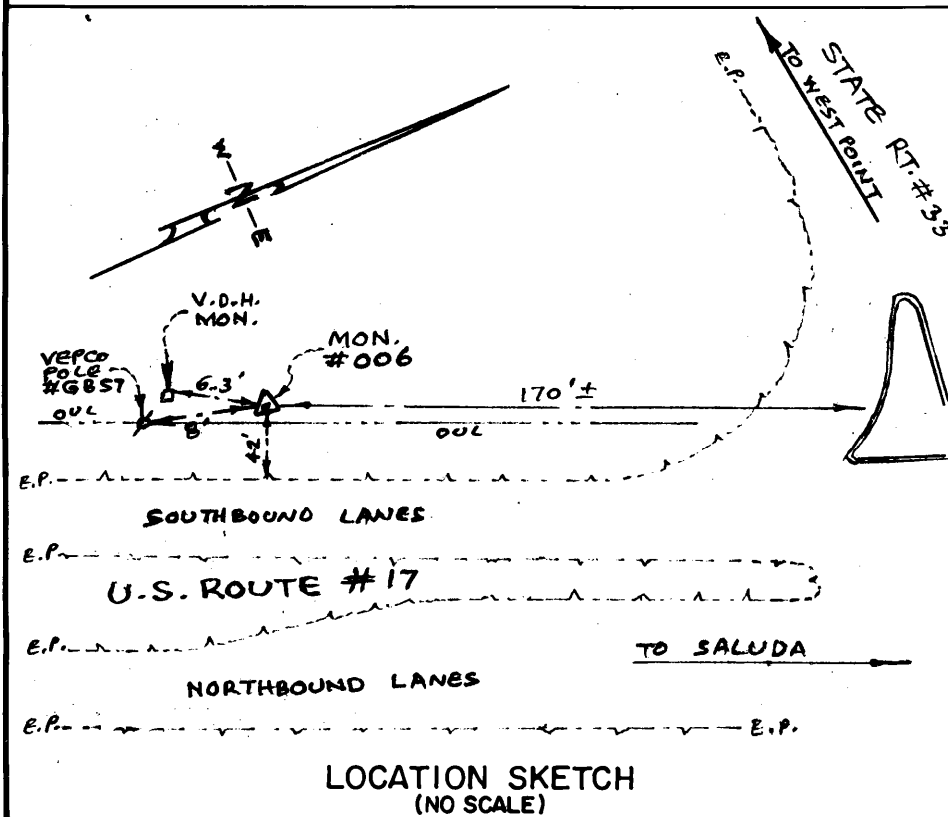 E.P.
TO WEST POINT
STATE RT. #33
W
N
E
V.D.H.
MON.
MON.
#006
VEPCO
POLE
#GB57
6.3'
170'±
OUL
8'
OUL
42'
E.P.
SOUTHBOUND LANES
E.P.
U.S. ROUTE #17
E.P.
TO SALUDA
NORTHBOUND LANES
E.P.
E.P.
LOCATION SKETCH
(NO SCALE)